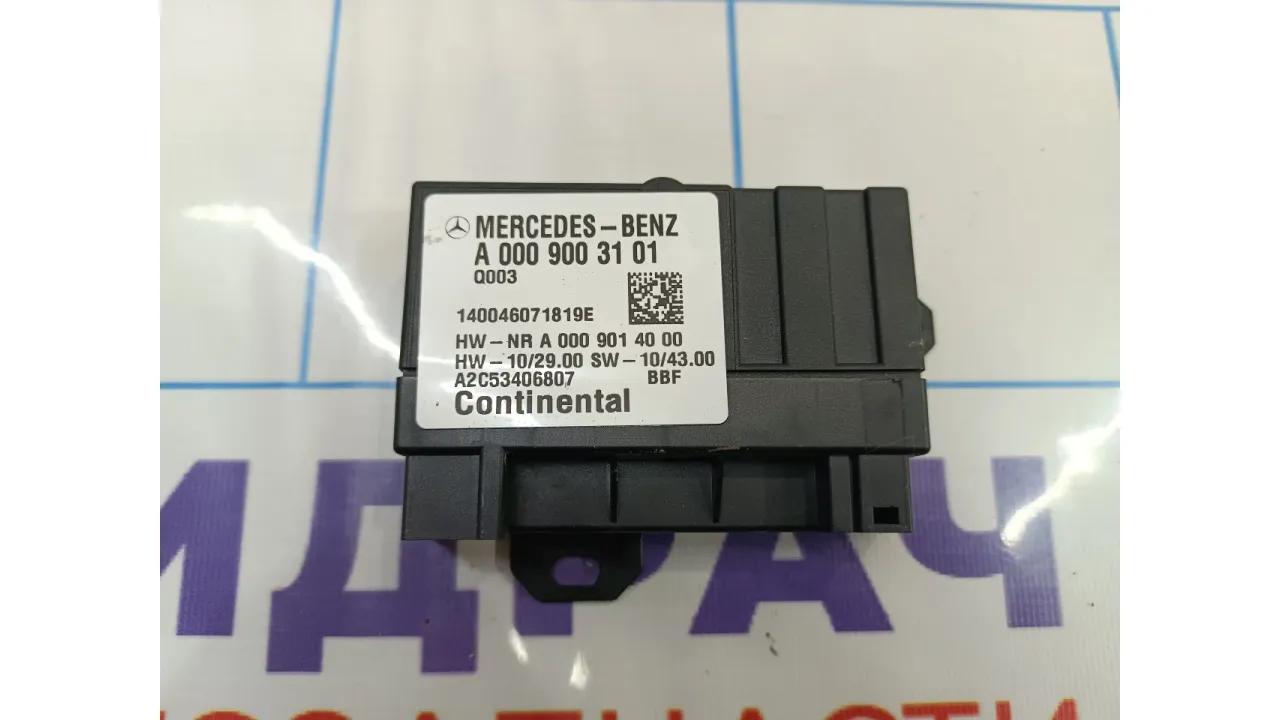 MERCEDES-BENZ
A 000 900 31 01
Q003
140046071819E
HW-NR A 000 901 40 00
HW-10/29.00 SW-10/43.00
A2C53406807 BBF
Continental